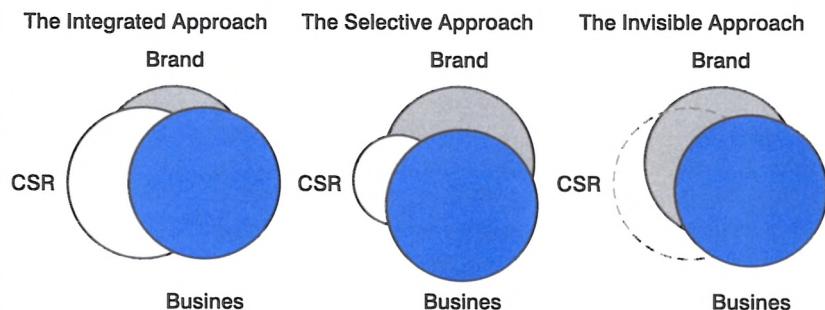 The Integrated Approach
Brand
CSR
Busines
The Selective Approach
Brand
CSR
Busines
The Invisible Approach
Brand
CSR
Busines